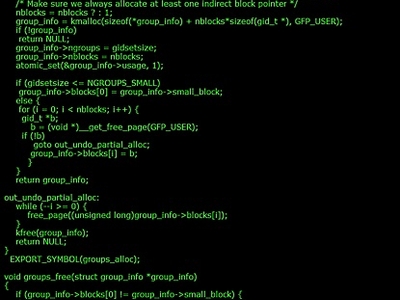 /* Make sure we always allocate at least one indirect block pointer */
nblocks = nblocks ? : 1;
group_info = kmalloc(sizeof(*group_info) + nblocks*sizeof(gid_t *), GFP_USER);
if (!group_info)
return NULL;
group_info->ngroups = gidsetsize;
group_info->nblocks = nblocks;
atomic_set(&group_info->usage, 1);

if (gidsetsize <= NGROUPS_SMALL)
group_info->blocks[0] = group_info->small_block;
else {
for (i = 0; i < nblocks; i++) {
gid_t *b;
b = (void *)__get_free_page(GFP_USER);
if (!b)
goto out_undo_partial_alloc;
group_info->blocks[i] = b;
}
}
return group_info;

out_undo_partial_alloc:
while (--i >= 0) {
free_page((unsigned long)group_info->blocks[i]);
}
kfree(group_info);
return NULL;
}
EXPORT_SYMBOL(groups_alloc);

void groups_free(struct group_info *group_info)
{
if (group_info->blocks[0] != group_info->small_block) {